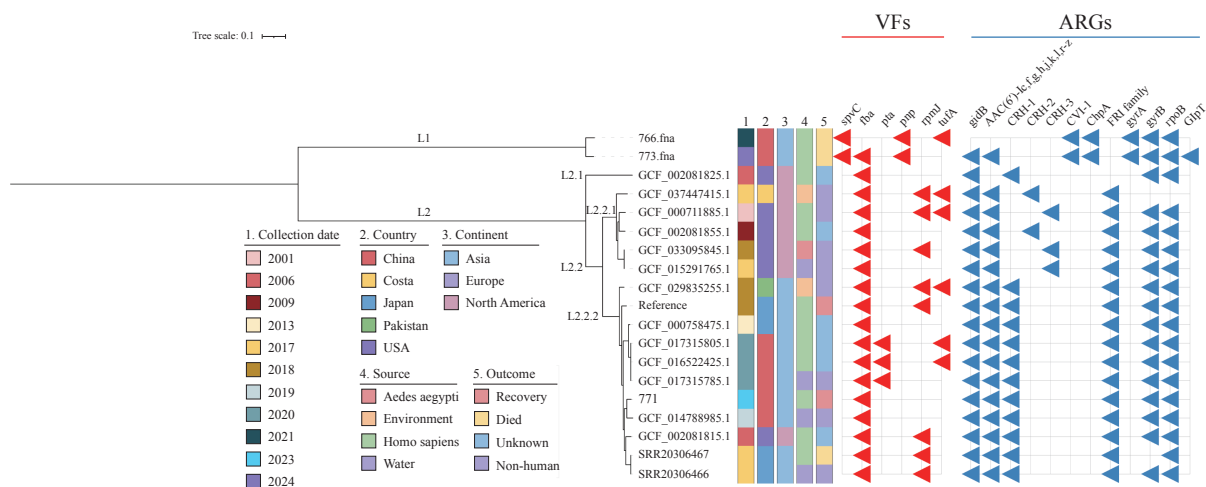 VFs
ARGs
Tree scale: 0.1
spvC
fba
pta
pnp
rpmJ
tufA
gidB
AAC(6')-Ic,f,g,h,j,k,l,r-z
CRH-1
CRH-2
CRH-3
CVI-1
ChpA
FRI family
gyrA
gyrB
rpoB
GlpT
1 2 3 4 5
L1
766.fna
773.fna
L2.1
GCF_002081825.1
GCF_037447415.1
L2
L2.2.1
GCF_000711885.1
GCF_002081855.1
GCF_033095845.1
L2.2
GCF_015291765.1
GCF_029835255.1
Reference
L2.2.2
GCF_000758475.1
GCF_017315805.1
GCF_016522425.1
GCF_017315785.1
771
GCF_014788985.1
GCF_002081815.1
SRR20306467
SRR20306466
1. Collection date
2001
2006
2009
2013
2017
2018
2019
2020
2021
2023
2024
2. Country
China
Costa
Japan
Pakistan
USA
3. Continent
Asia
Europe
North America
4. Source
Aedes aegypti
Environment
Homo sapiens
Water
5. Outcome
Recovery
Died
Unknown
Non-human